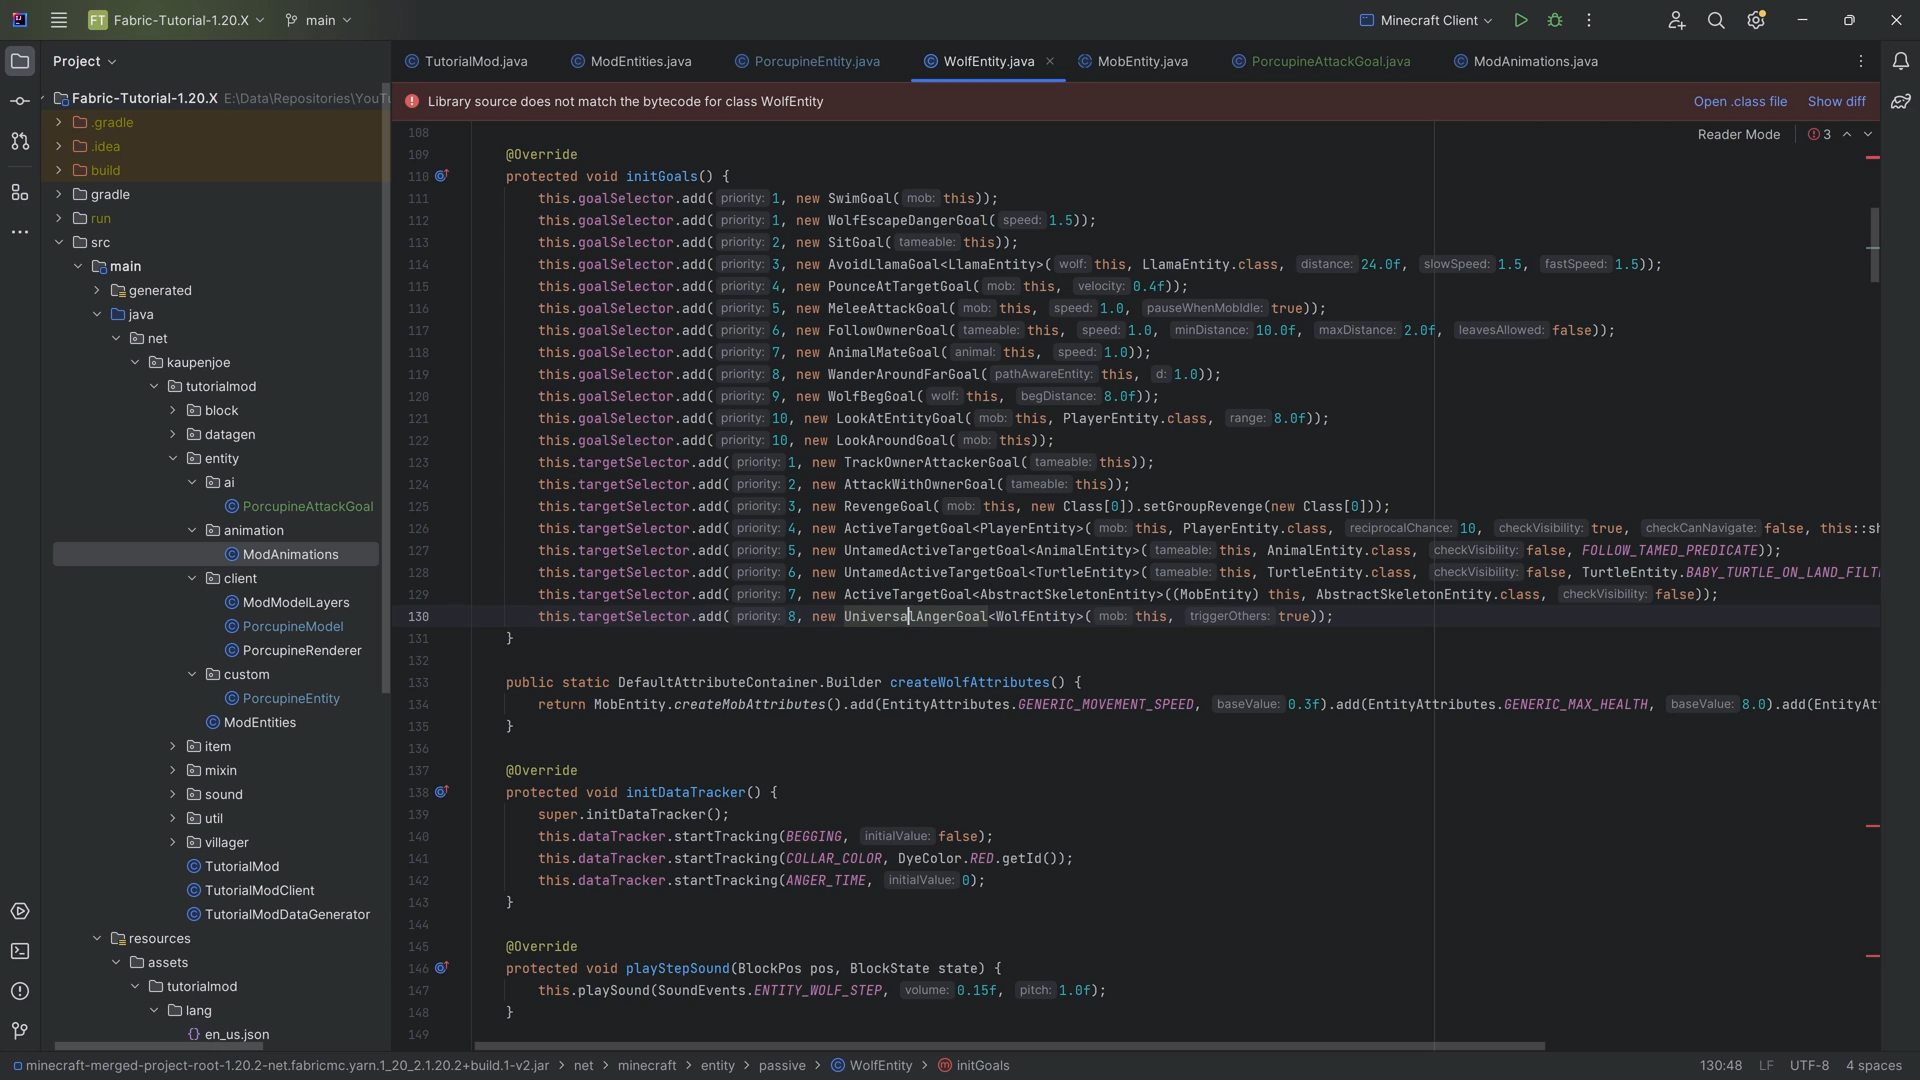 FT Fabric-Tutorial-1.20.X main Minecraft Client
Project
Fabric-Tutorial-1.20.X E:\Data\Repositories\YouTu
.gradle
.idea
build
gradle
run
src
main
generated
java
net
kaupenjoe
tutorialmod
block
datagen
entity
ai
PorcupineAttackGoal
animation
ModAnimations
client
ModModelLayers
PorcupineModel
PorcupineRenderer
custom
PorcupineEntity
ModEntities
item
mixin
sound
util
villager
TutorialMod
TutorialModClient
TutorialModDataGenerator
resources
assets
tutorialmod
lang
en_us.json
TutorialMod.java ModEntities.java PorcupineEntity.java WolfEntity.java MobEntity.java PorcupineAttackGoal.java ModAnimations.java
Library source does not match the bytecode for class WolfEntity Open .class file Show diff
Reader Mode 3
108
109 @Override
110 protected void initGoals() {
111 this.goalSelector.add( priority: 1, new SwimGoal( mob: this));
112 this.goalSelector.add( priority: 1, new WolfEscapeDangerGoal( speed: 1.5));
113 this.goalSelector.add( priority: 2, new SitGoal( tameable: this));
114 this.goalSelector.add( priority: 3, new AvoidLlamaGoal<LlamaEntity>( wolf: this, LlamaEntity.class, distance: 24.0f, slowSpeed: 1.5, fastSpeed: 1.5));
115 this.goalSelector.add( priority: 4, new PounceAtTargetGoal( mob: this, velocity: 0.4f));
116 this.goalSelector.add( priority: 5, new MeleeAttackGoal( mob: this, speed: 1.0, pauseWhenMobIdle: true));
117 this.goalSelector.add( priority: 6, new FollowOwnerGoal( tameable: this, speed: 1.0, minDistance: 10.0f, maxDistance: 2.0f, leavesAllowed: false));
118 this.goalSelector.add( priority: 7, new AnimalMateGoal( animal: this, speed: 1.0));
119 this.goalSelector.add( priority: 8, new WanderAroundFarGoal( pathAwareEntity: this, d: 1.0));
120 this.goalSelector.add( priority: 9, new WolfBegGoal( wolf: this, begDistance: 8.0f));
121 this.goalSelector.add( priority: 10, new LookAtEntityGoal( mob: this, PlayerEntity.class, range: 8.0f));
122 this.goalSelector.add( priority: 10, new LookAroundGoal( mob: this));
123 this.targetSelector.add( priority: 1, new TrackOwnerAttackerGoal( tameable: this));
124 this.targetSelector.add( priority: 2, new AttackWithOwnerGoal( tameable: this));
125 this.targetSelector.add( priority: 3, new RevengeGoal( mob: this, new Class[0]).setGroupRevenge(new Class[0]));
126 this.targetSelector.add( priority: 4, new ActiveTargetGoal<PlayerEntity>( mob: this, PlayerEntity.class, reciprocalChance: 10, checkVisibility: true, checkCanNavigate: false, this::sh
127 this.targetSelector.add( priority: 5, new UntamedActiveTargetGoal<AnimalEntity>( tameable: this, AnimalEntity.class, checkVisibility: false, FOLLOW_TAMED_PREDICATE));
128 this.targetSelector.add( priority: 6, new UntamedActiveTargetGoal<TurtleEntity>( tameable: this, TurtleEntity.class, checkVisibility: false, TurtleEntity.BABY_TURTLE_ON_LAND_FILT
129 this.targetSelector.add( priority: 7, new ActiveTargetGoal<AbstractSkeletonEntity>((MobEntity) this, AbstractSkeletonEntity.class, checkVisibility: false));
130 this.targetSelector.add( priority: 8, new UniversalAngerGoal<WolfEntity>( mob: this, triggerOthers: true));
131 }
132
133 public static DefaultAttributeContainer.Builder createWolfAttributes() {
134 return MobEntity.createMobAttributes().add(EntityAttributes.GENERIC_MOVEMENT_SPEED, baseValue: 0.3f).add(EntityAttributes.GENERIC_MAX_HEALTH, baseValue: 8.0).add(EntityAt
135 }
136
137 @Override
138 protected void initDataTracker() {
139 super.initDataTracker();
140 this.dataTracker.startTracking(BEGGING, initialValue: false);
141 this.dataTracker.startTracking(COLLAR_COLOR, DyeColor.RED.getId());
142 this.dataTracker.startTracking(ANGER_TIME, initialValue: 0);
143 }
144
145 @Override
146 protected void playStepSound(BlockPos pos, BlockState state) {
147 this.playSound(SoundEvents.ENTITY_WOLF_STEP, volume: 0.15f, pitch: 1.0f);
148 }
149
minecraft-merged-project-root-1.20.2-net.fabricmc.yarn.1_20_2.1.20.2+build.1-v2.jar net minecraft entity passive WolfEntity initGoals 130:48 LF UTF-8 4 spaces